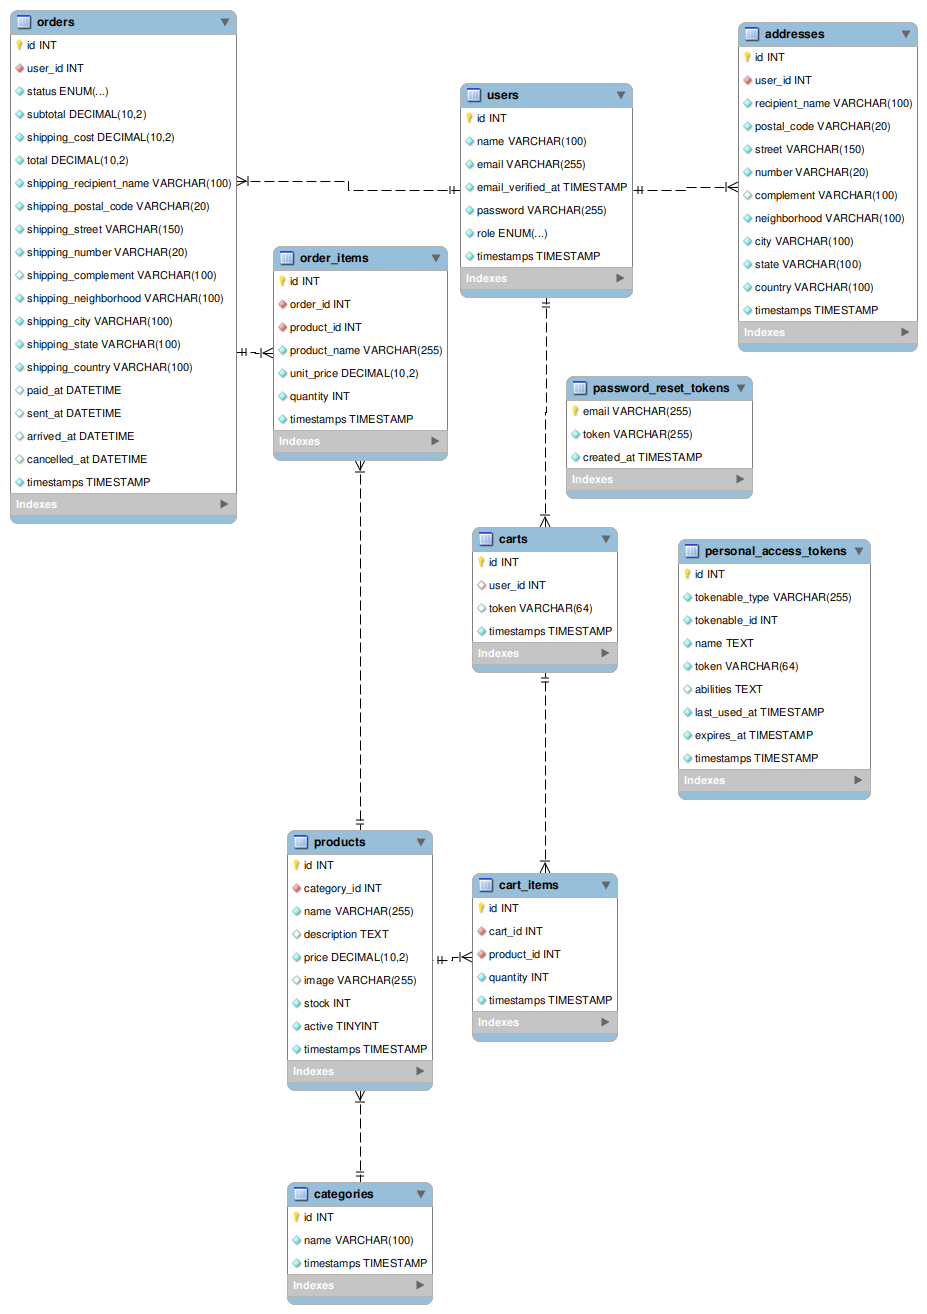 orders
id INT
user_id INT
status ENUM(...)
subtotal DECIMAL(10,2)
shipping_cost DECIMAL(10,2)
total DECIMAL(10,2)
shipping_recipient_name VARCHAR(100)
shipping_postal_code VARCHAR(20)
shipping_street VARCHAR(150)
shipping_number VARCHAR(20)
shipping_complement VARCHAR(100)
shipping_neighborhood VARCHAR(100)
shipping_city VARCHAR(100)
shipping_state VARCHAR(100)
shipping_country VARCHAR(100)
paid_at DATETIME
sent_at DATETIME
arrived_at DATETIME
cancelled_at DATETIME
timestamps TIMESTAMP
Indexes
order_items
id INT
order_id INT
product_id INT
product_name VARCHAR(255)
unit_price DECIMAL(10,2)
quantity INT
timestamps TIMESTAMP
Indexes
users
id INT
name VARCHAR(100)
email VARCHAR(255)
email_verified_at TIMESTAMP
password VARCHAR(255)
role ENUM(...)
timestamps TIMESTAMP
Indexes
addresses
id INT
user_id INT
recipient_name VARCHAR(100)
postal_code VARCHAR(20)
street VARCHAR(150)
number VARCHAR(20)
complement VARCHAR(100)
neighborhood VARCHAR(100)
city VARCHAR(100)
state VARCHAR(100)
country VARCHAR(100)
timestamps TIMESTAMP
Indexes
password_reset_tokens
email VARCHAR(255)
token VARCHAR(255)
created_at TIMESTAMP
Indexes
carts
id INT
user_id INT
token VARCHAR(64)
timestamps TIMESTAMP
Indexes
personal_access_tokens
id INT
tokenable_type VARCHAR(255)
tokenable_id INT
name TEXT
token VARCHAR(64)
abilities TEXT
last_used_at TIMESTAMP
expires_at TIMESTAMP
timestamps TIMESTAMP
Indexes
products
id INT
category_id INT
name VARCHAR(255)
description TEXT
price DECIMAL(10,2)
image VARCHAR(255)
stock INT
active TINYINT
timestamps TIMESTAMP
Indexes
cart_items
id INT
cart_id INT
product_id INT
quantity INT
timestamps TIMESTAMP
Indexes
categories
id INT
name VARCHAR(100)
timestamps TIMESTAMP
Indexes